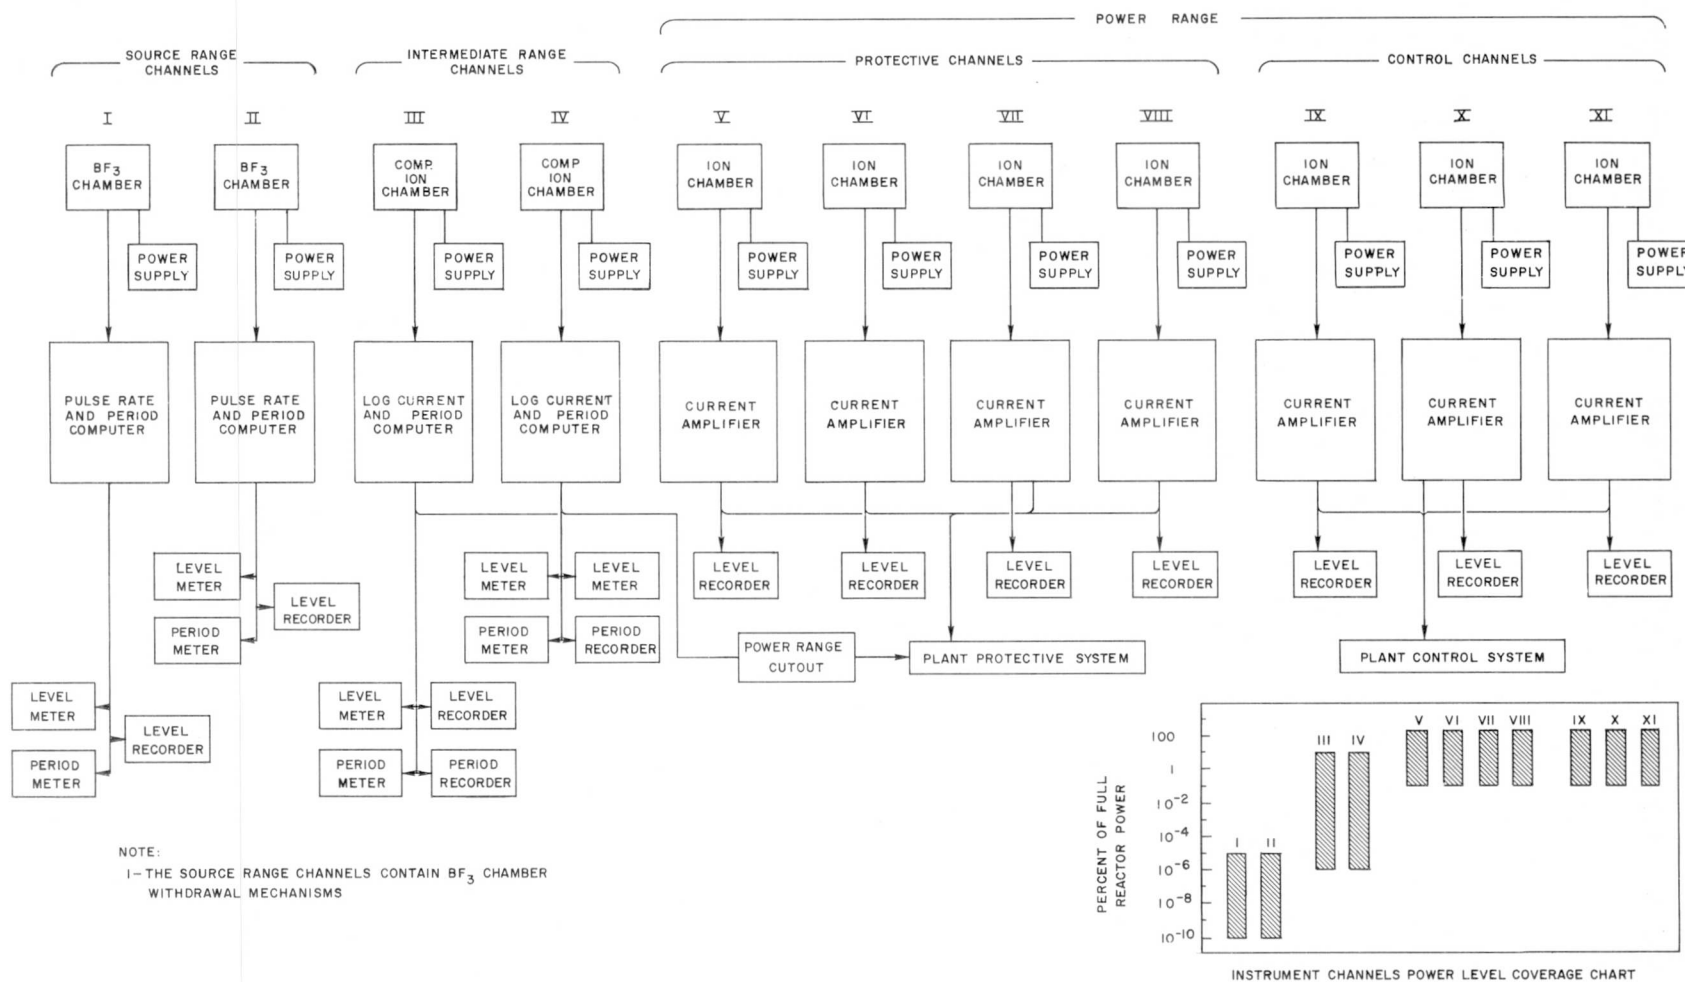 POWER RANGE
SOURCE RANGE
CHANNELS
INTERMEDIATE RANGE
CHANNELS
PROTECTIVE CHANNELS
CONTROL CHANNELS
I
II
III
IV
V
VI
VII
VIII
IX
X
XI
BF3
CHAMBER
BF3
CHAMBER
COMP.
ION
CHAMBER
COMP
ION
CHAMBER
ION
CHAMBER
ION
CHAMBER
ION
CHAMBER
ION
CHAMBER
ION
CHAMBER
ION
CHAMBER
ION
CHAMBER
POWER
SUPPLY
POWER
SUPPLY
POWER
SUPPLY
POWER
SUPPLY
POWER
SUPPLY
POWER
SUPPLY
POWER
SUPPLY
POWER
SUPPLY
POWER
SUPPLY
POWER
SUPPLY
POWER
SUPPLY
PULSE RATE
AND PERIOD
COMPUTER
PULSE RATE
AND PERIOD
COMPUTER
LOG CURRENT
AND PERIOD
COMPUTER
LOG CURRENT
AND PERIOD
COMPUTER
CURRENT
AMPLIFIER
CURRENT
AMPLIFIER
CURRENT
AMPLIFIER
CURRENT
AMPLIFIER
CURRENT
AMPLIFIER
CURRENT
AMPLIFIER
CURRENT
AMPLIFIER
LEVEL
METER
LEVEL
RECORDER
PERIOD
METER
LEVEL
METER
LEVEL
METER
PERIOD
METER
PERIOD
RECORDER
LEVEL
RECORDER
LEVEL
RECORDER
LEVEL
RECORDER
LEVEL
RECORDER
LEVEL
RECORDER
LEVEL
RECORDER
LEVEL
RECORDER
POWER RANGE
CUTOUT
PLANT PROTECTIVE SYSTEM
PLANT CONTROL SYSTEM
LEVEL
METER
LEVEL
RECORDER
PERIOD
METER
LEVEL
METER
LEVEL
RECORDER
PERIOD
METER
PERIOD
RECORDER
NOTE:
1-THE SOURCE RANGE CHANNELS CONTAIN BF3 CHAMBER
WITHDRAWAL MECHANISMS
PERCENT OF FULL
REACTOR POWER
100
1
10-2
10-4
10-6
10-8
10-10
I
II
III
IV
V
VI
VII
VIII
IX
X
XI
INSTRUMENT CHANNELS POWER LEVEL COVERAGE CHART